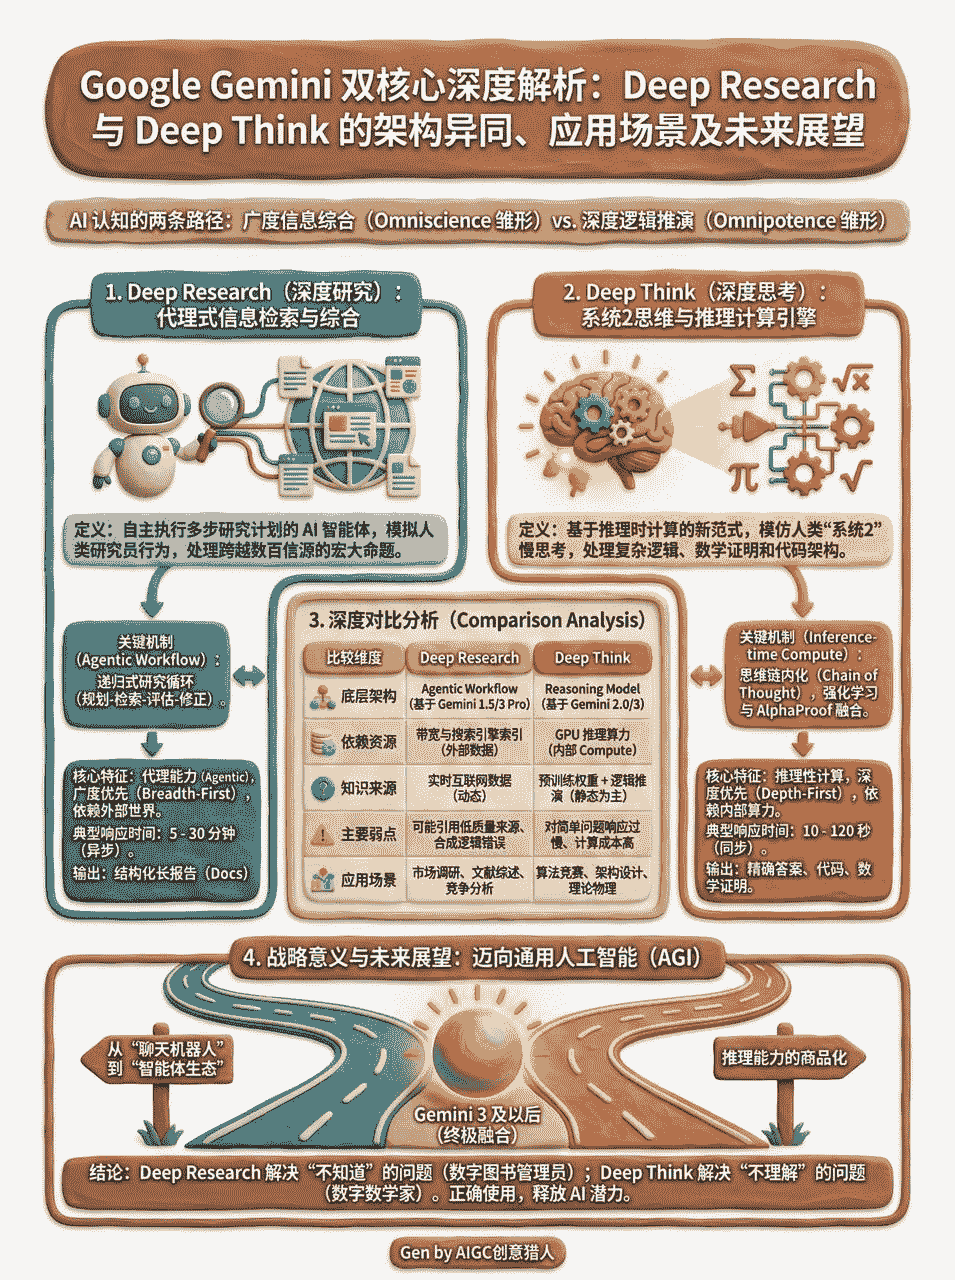 Google Gemini 双核心深度解析：Deep Research
与 Deep Think 的架构异同、应用场景及未来展望
AI 认知的两条路径：广度信息综合（Omniscience 雏形）vs. 深度逻辑推演（Omnipotence 雏形）
1. Deep Research（深度研究）：
代理式信息检索与综合
定义：自主执行多步研究计划的 AI 智能体，模拟人
类研究员行为，处理跨越数百信源的宏大命题。
关键机制
（Agentic Workflow）：
递归式研究循环
（规划-检索-评估-修正）。
核心特征：代理能力（Agentic），
广度优先（Breadth-First），
依赖外部世界。
典型响应时间：5 - 30 分钟
（异步）。
输出：结构化长报告（Docs）
2. Deep Think（深度思考）：
系统2思维与推理计算引擎
Σ
√x
π
√
定义：基于推理时计算的新范式，模仿人类“系统2”
慢思考，处理复杂逻辑、数学证明和代码架构。
关键机制（Inference-
time Compute）：
思维链内化（Chain of
Thought），强化学习
与 AlphaProof 融合。
核心特征：推理性计算，深
度优先（Depth-First），依
赖内部算力。
典型响应时间：10 - 120 秒
（同步）。
输出：精确答案、代码、数
学证明。
3. 深度对比分析（Comparison Analysis）
比较维度 Deep Research Deep Think
底层架构 Agentic Workflow（基于 Gemini 1.5/3 Pro） Reasoning Model（基于 Gemini 2.0/3）
依赖资源 带宽与搜索引擎索引（外部数据） GPU 推理算力（内部 Compute）
知识来源 实时互联网数据（动态） 预训练权重 + 逻辑推演（静态为主）
主要弱点 可能引用低质量来源、合成逻辑错误 对简单问题响应过慢、计算成本高
应用场景 市场调研、文献综述、竞争分析 算法竞赛、架构设计、理论物理
4. 战略意义与未来展望：迈向通用人工智能（AGI）
从“聊天机器人”
到“智能体生态”
Gemini 3 及以后
（终极融合）
推理能力的商品化
结论：Deep Research 解决“不知道”的问题（数字图书管理员）；Deep Think 解决“不理解”的问题
（数字数学家）。正确使用，释放 AI 潜力。
Gen by AIGC创意猎人